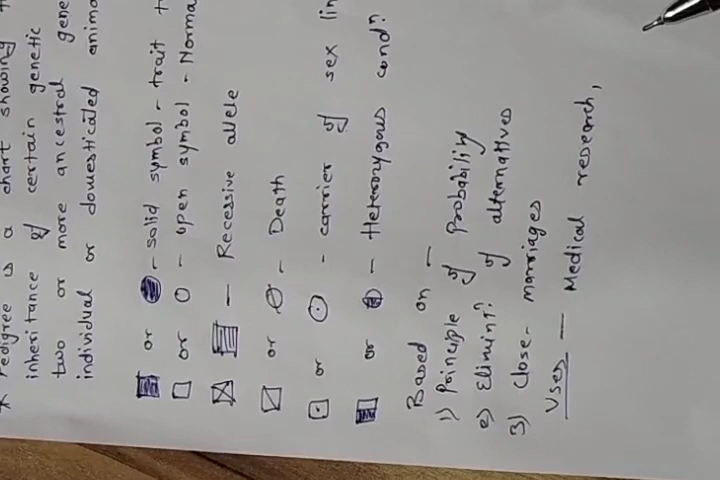 * Pedigree is a chart showing
inheritance of certain genetic
two or more ancestral gene
individual or domesticated anima
or - solid symbol - trait t
or - open symbol - Norma
- Recessive allele
or - Death
or - carrier of sex lin
or - Heterozygous condn
Based on -
1) Principle of Probability
2) Elimintn of alternatives
3) Close-marriages
Uses - Medical research,